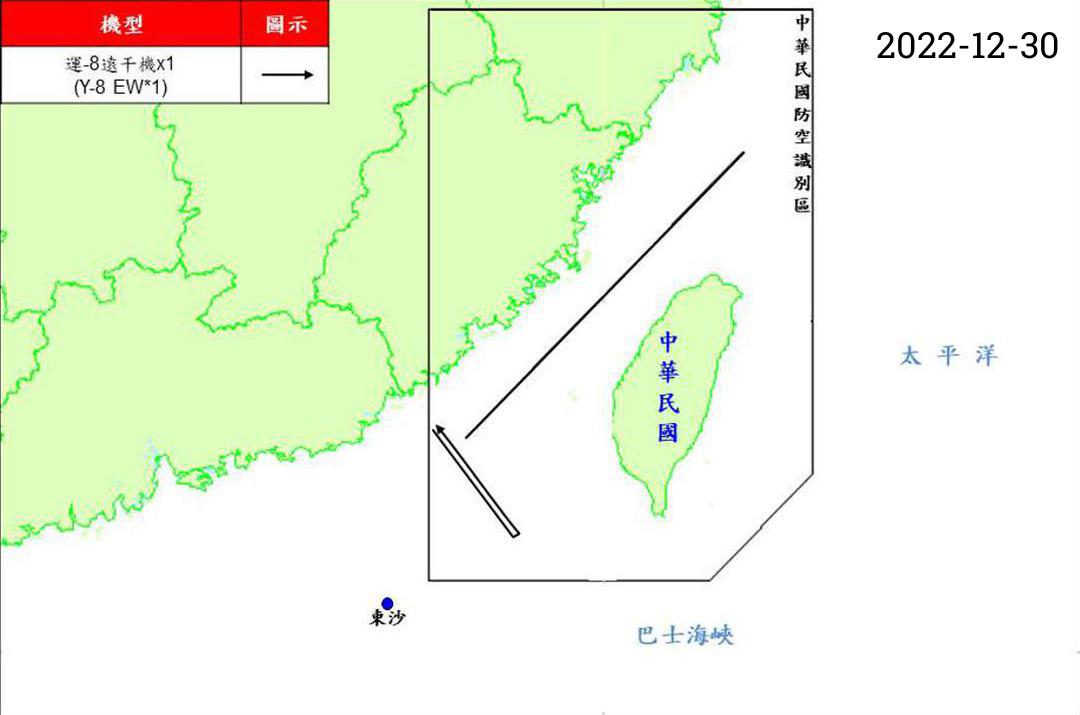 機型 圖示
運-8遠干機x1
(Y-8 EW*1)
2022-12-30
中華民國防空識別區
中華民國
太平洋
東沙
巴士海峽